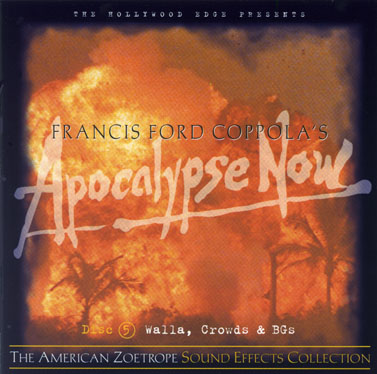 THE HOLLYWOOD EDGE PRESENTS
FRANCIS FORD COPPOLA'S
Apocalypse Now
Disc 5 Walla, Crowds & BGs
THE AMERICAN ZOETROPE SOUND EFFECTS COLLECTION